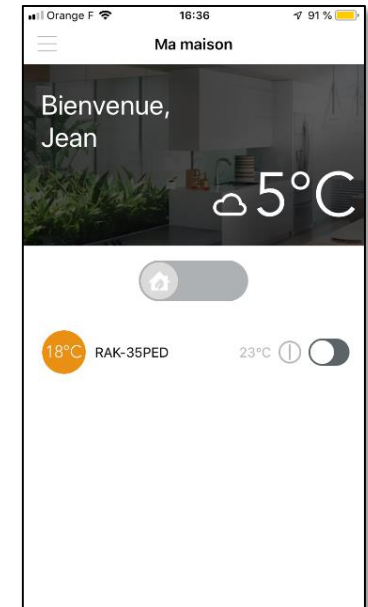 Orange F 16:36 91 %
Ma maison
Bienvenue,
Jean
5°C
18°C RAK-35PED 23°C